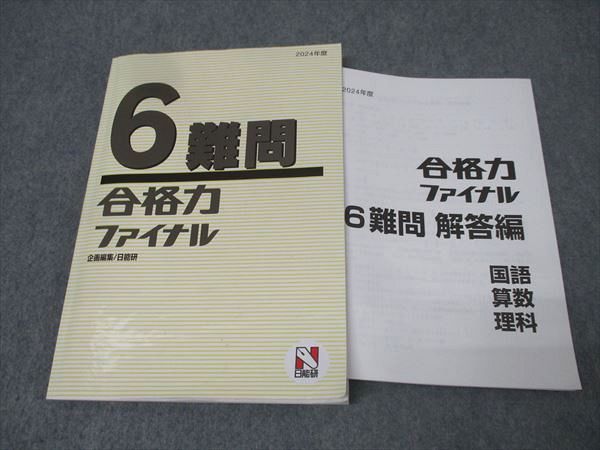 2024年度
6難問
合格力
ファイナル
企画編集/日能研
N
日能研
2024年度
合格力
ファイナル
6難問 解答編
国語
算数
理科